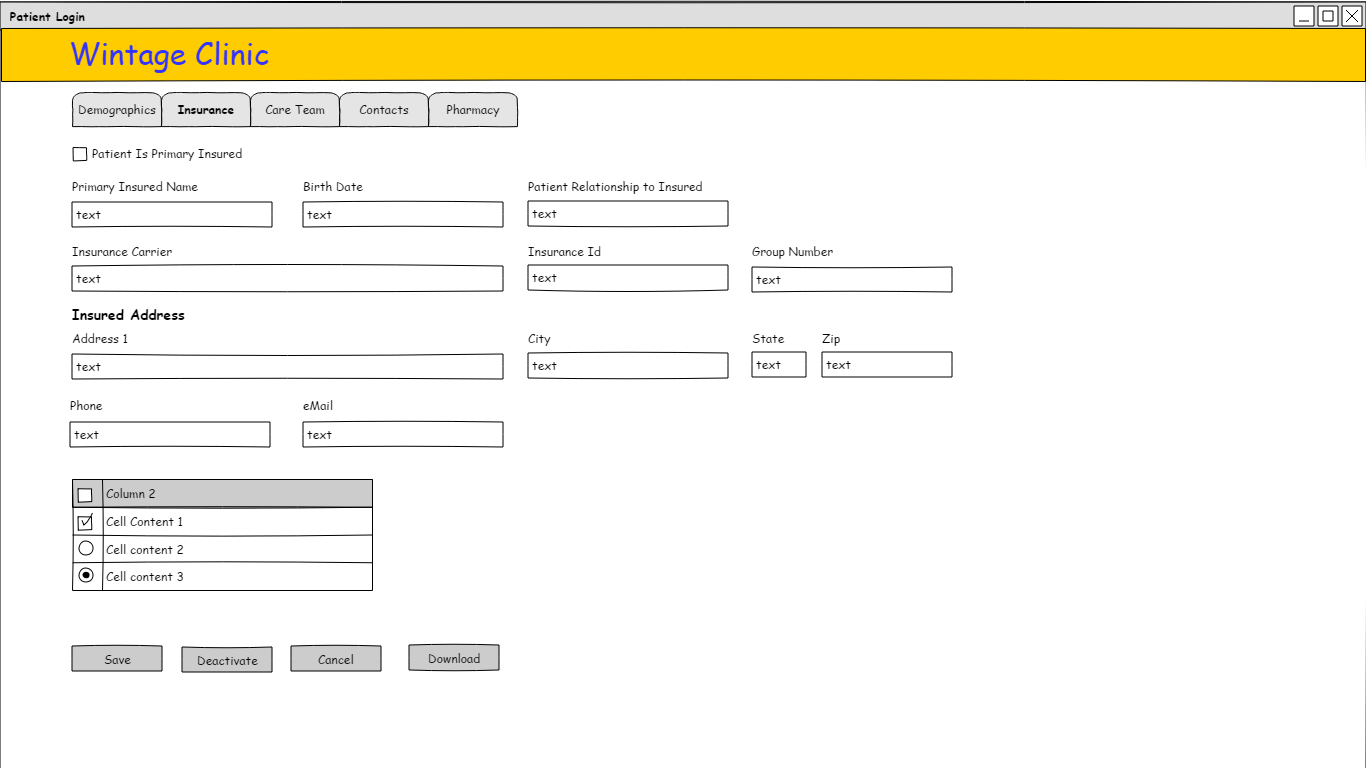 Patient Login
Wintage Clinic
Demographics Insurance Care Team Contacts Pharmacy
Patient Is Primary Insured
Primary Insured Name Birth Date Patient Relationship to Insured
text text text
Insurance Carrier Insurance Id Group Number
text text text
Insured Address
Address 1 City State Zip
text text text text
Phone eMail
text text
Column 2
Cell Content 1
Cell content 2
Cell content 3
Save Deactivate Cancel Download